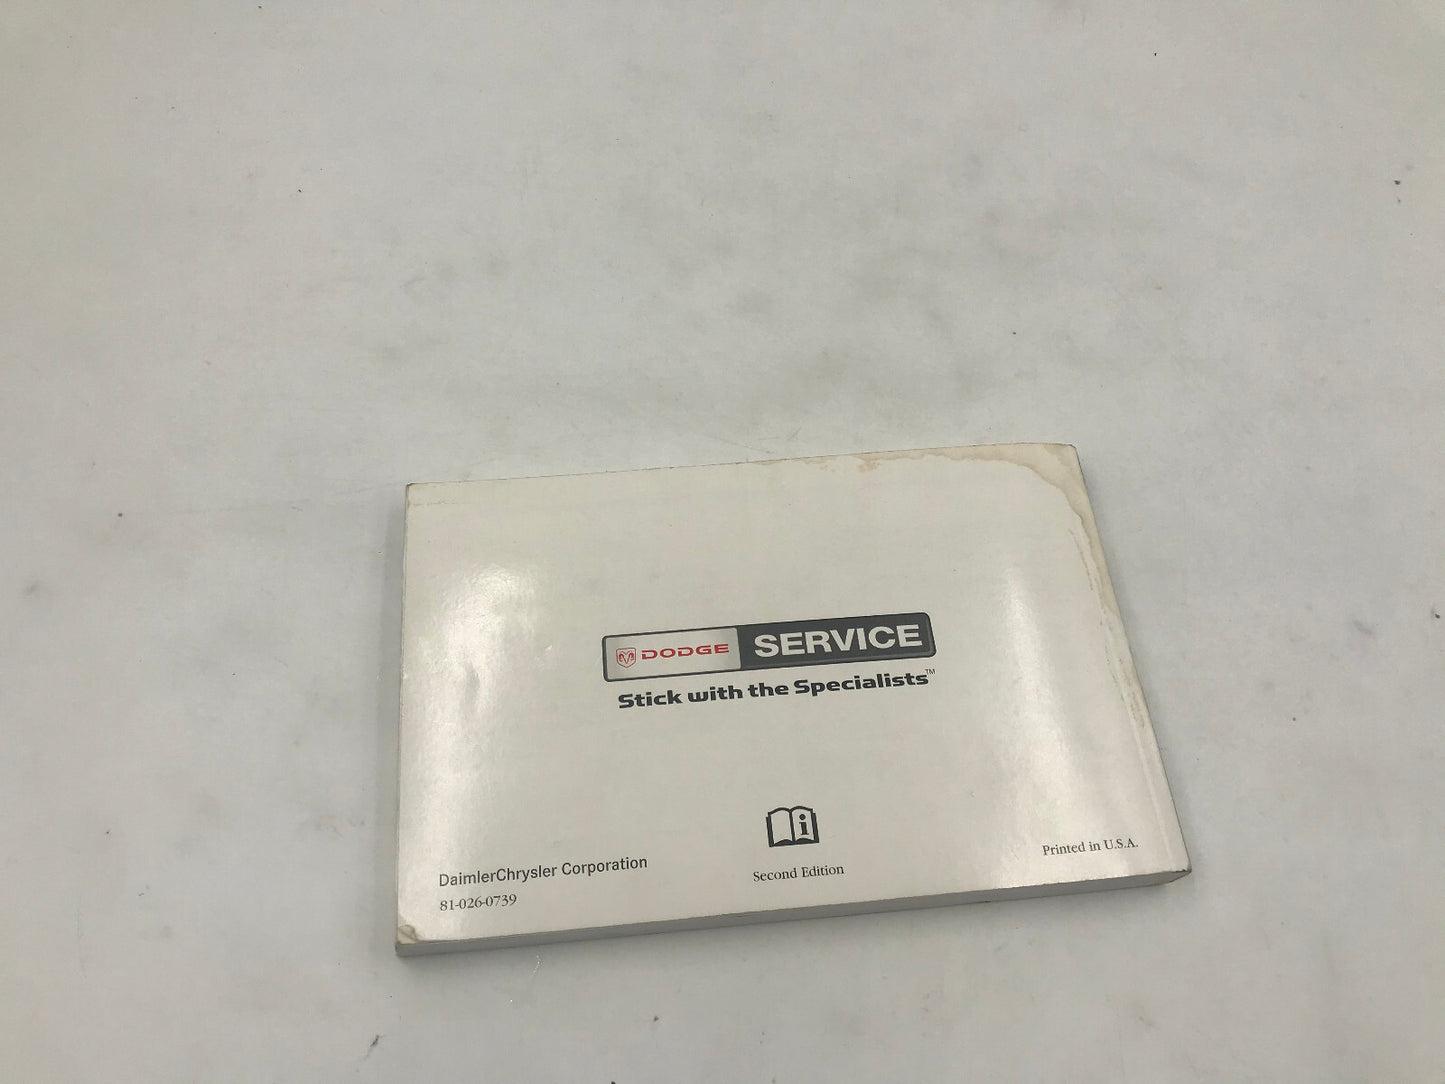 DODGE SERVICE
Stick with the Specialists™
DaimlerChrysler Corporation
81-026-0739
Second Edition
Printed in U.S.A.